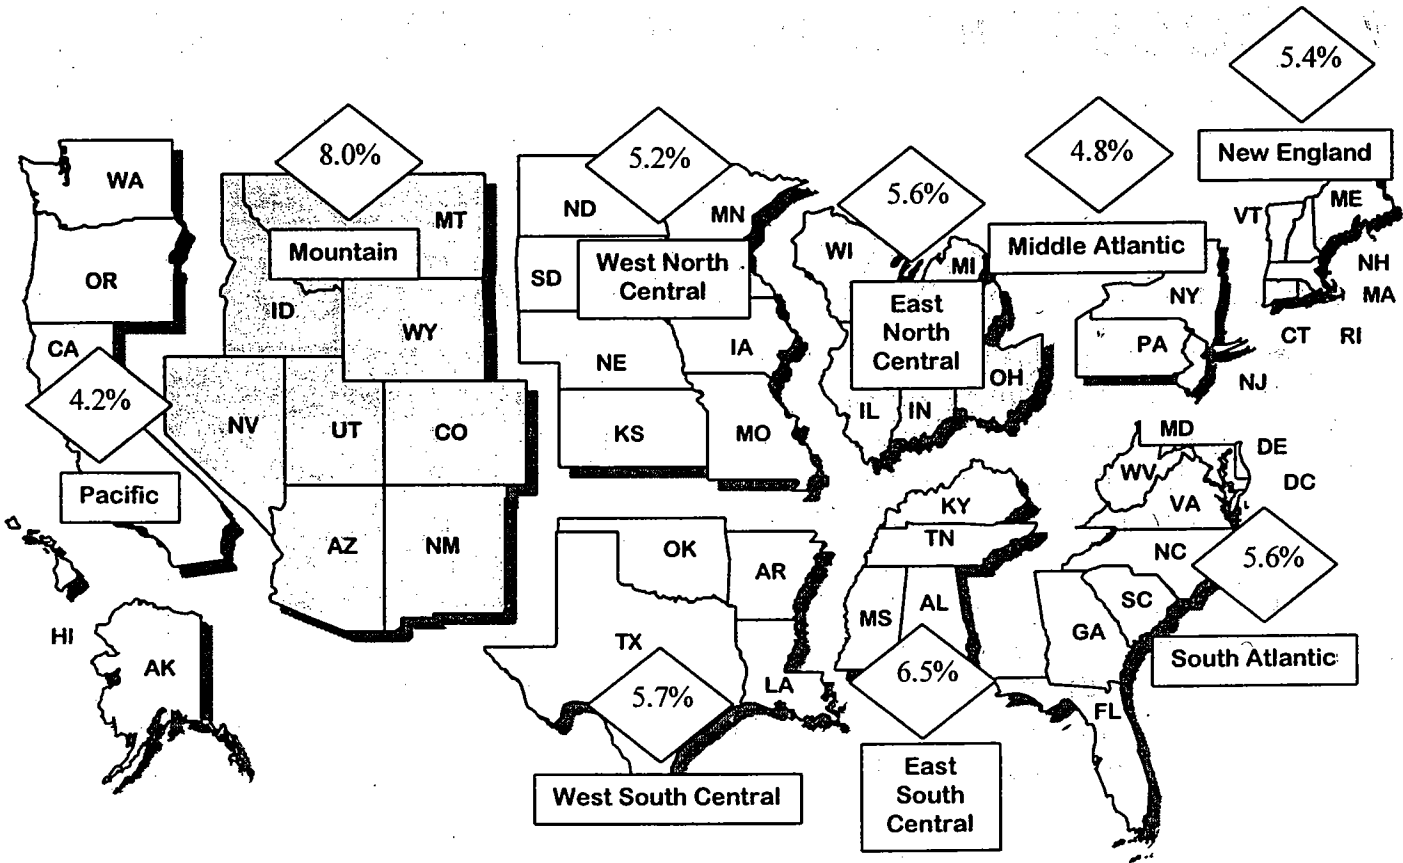 5.4%
New England
VT
ME
NH
MA
CT
RI
8.0%
Mountain
MT
ID
WY
NV
UT
CO
AZ
NM
5.2%
West North
Central
ND
MN
SD
NE
IA
KS
MO
5.6%
East
North
Central
WI
MI
IL
IN
OH
4.8%
Middle Atlantic
NY
PA
NJ
WA
OR
CA
4.2%
Pacific
HI
AK
OK
AR
TX
LA
5.7%
West South Central
KY
TN
MS
AL
6.5%
East
South
Central
MD
DE
DC
WV
VA
NC
SC
GA
FL
5.6%
South Atlantic